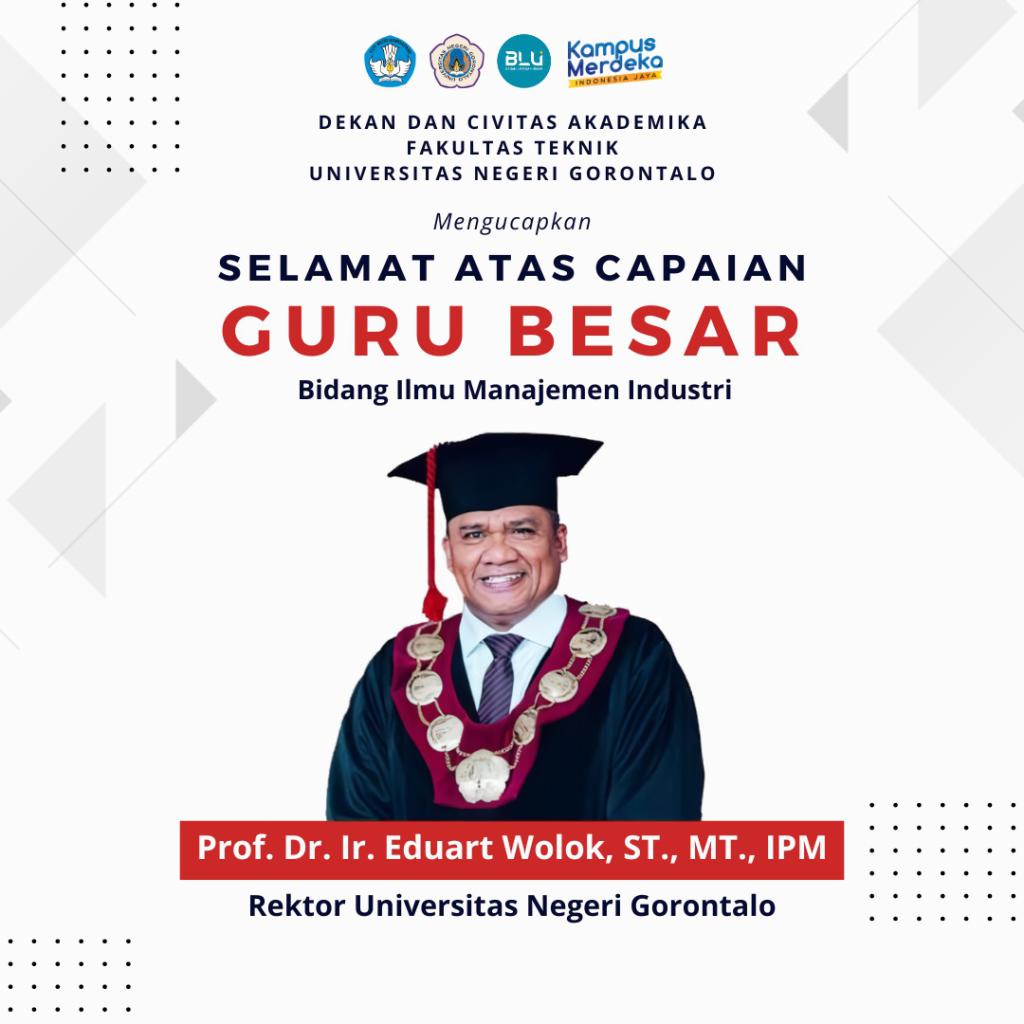 BLU
Kampus
Merdeka
INDONESIA JAYA
DEKAN DAN CIVITAS AKADEMIKA
FAKULTAS TEKNIK
UNIVERSITAS NEGERI GORONTALO
Mengucapkan
SELAMAT ATAS CAPAIAN
GURU BESAR
Bidang Ilmu Manajemen Industri
Prof. Dr. Ir. Eduart Wolok, ST., MT., IPM
Rektor Universitas Negeri Gorontalo